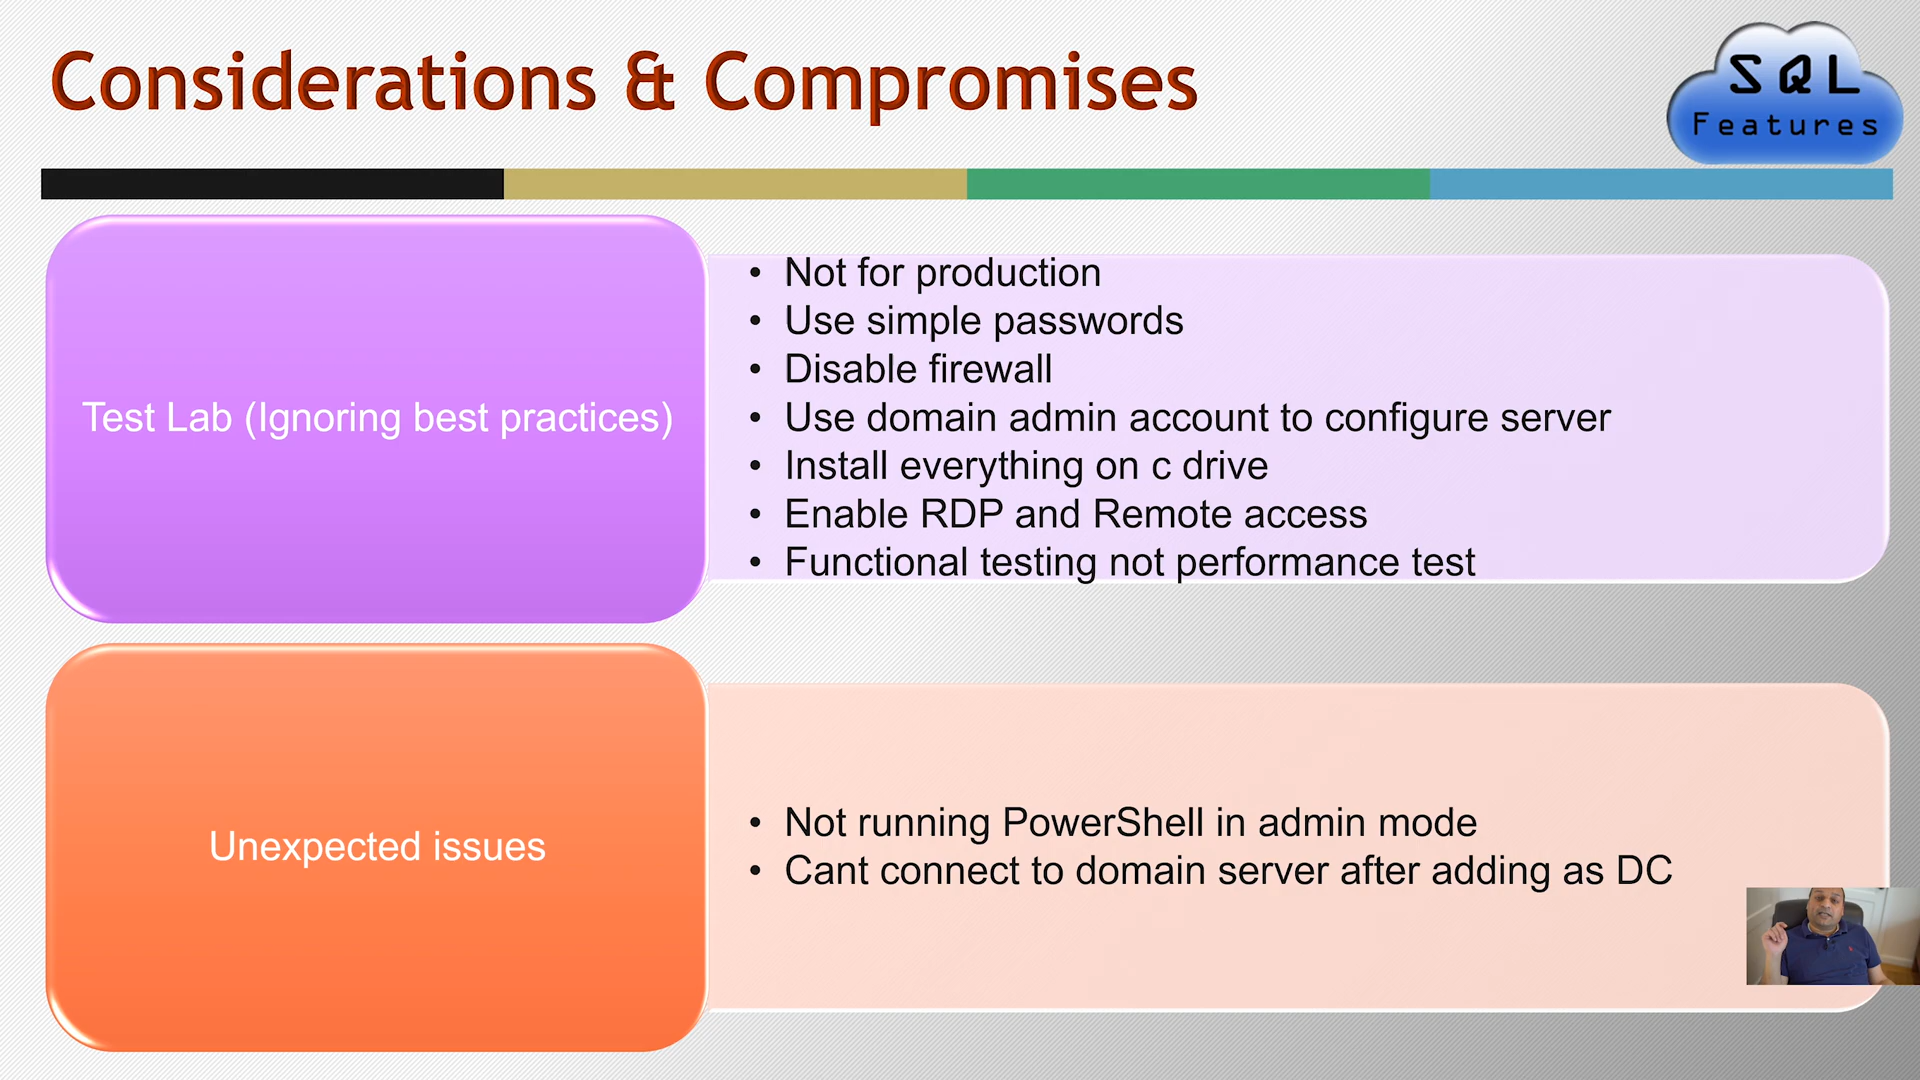 Considerations & Compromises
SQL
Features
Test Lab (Ignoring best practices)
• Not for production
• Use simple passwords
• Disable firewall
• Use domain admin account to configure server
• Install everything on c drive
• Enable RDP and Remote access
• Functional testing not performance test
Unexpected issues
• Not running PowerShell in admin mode
• Cant connect to domain server after adding as DC